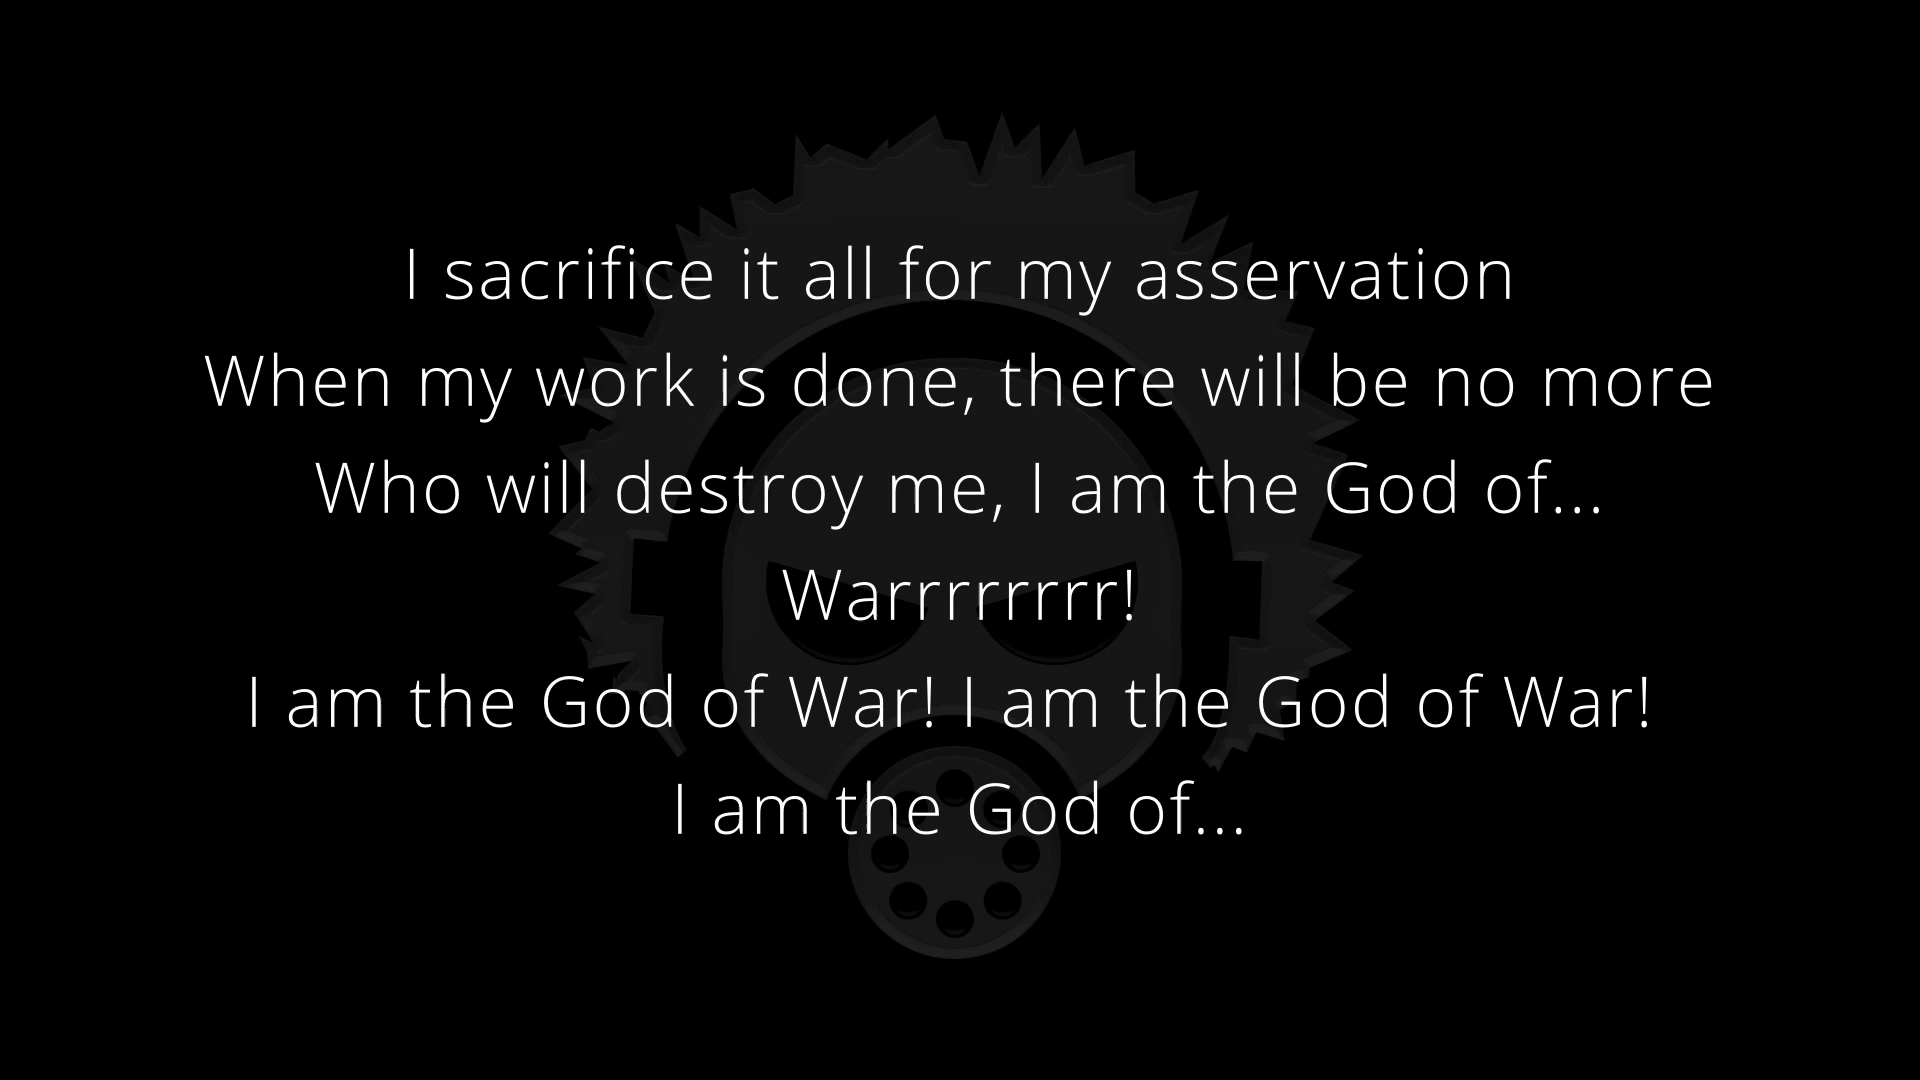 I sacrifice it all for my asservation
When my work is done, there will be no more
Who will destroy me, I am the God of...
Warrrrrrrr!
I am the God of War! I am the God of War!
I am the God of...